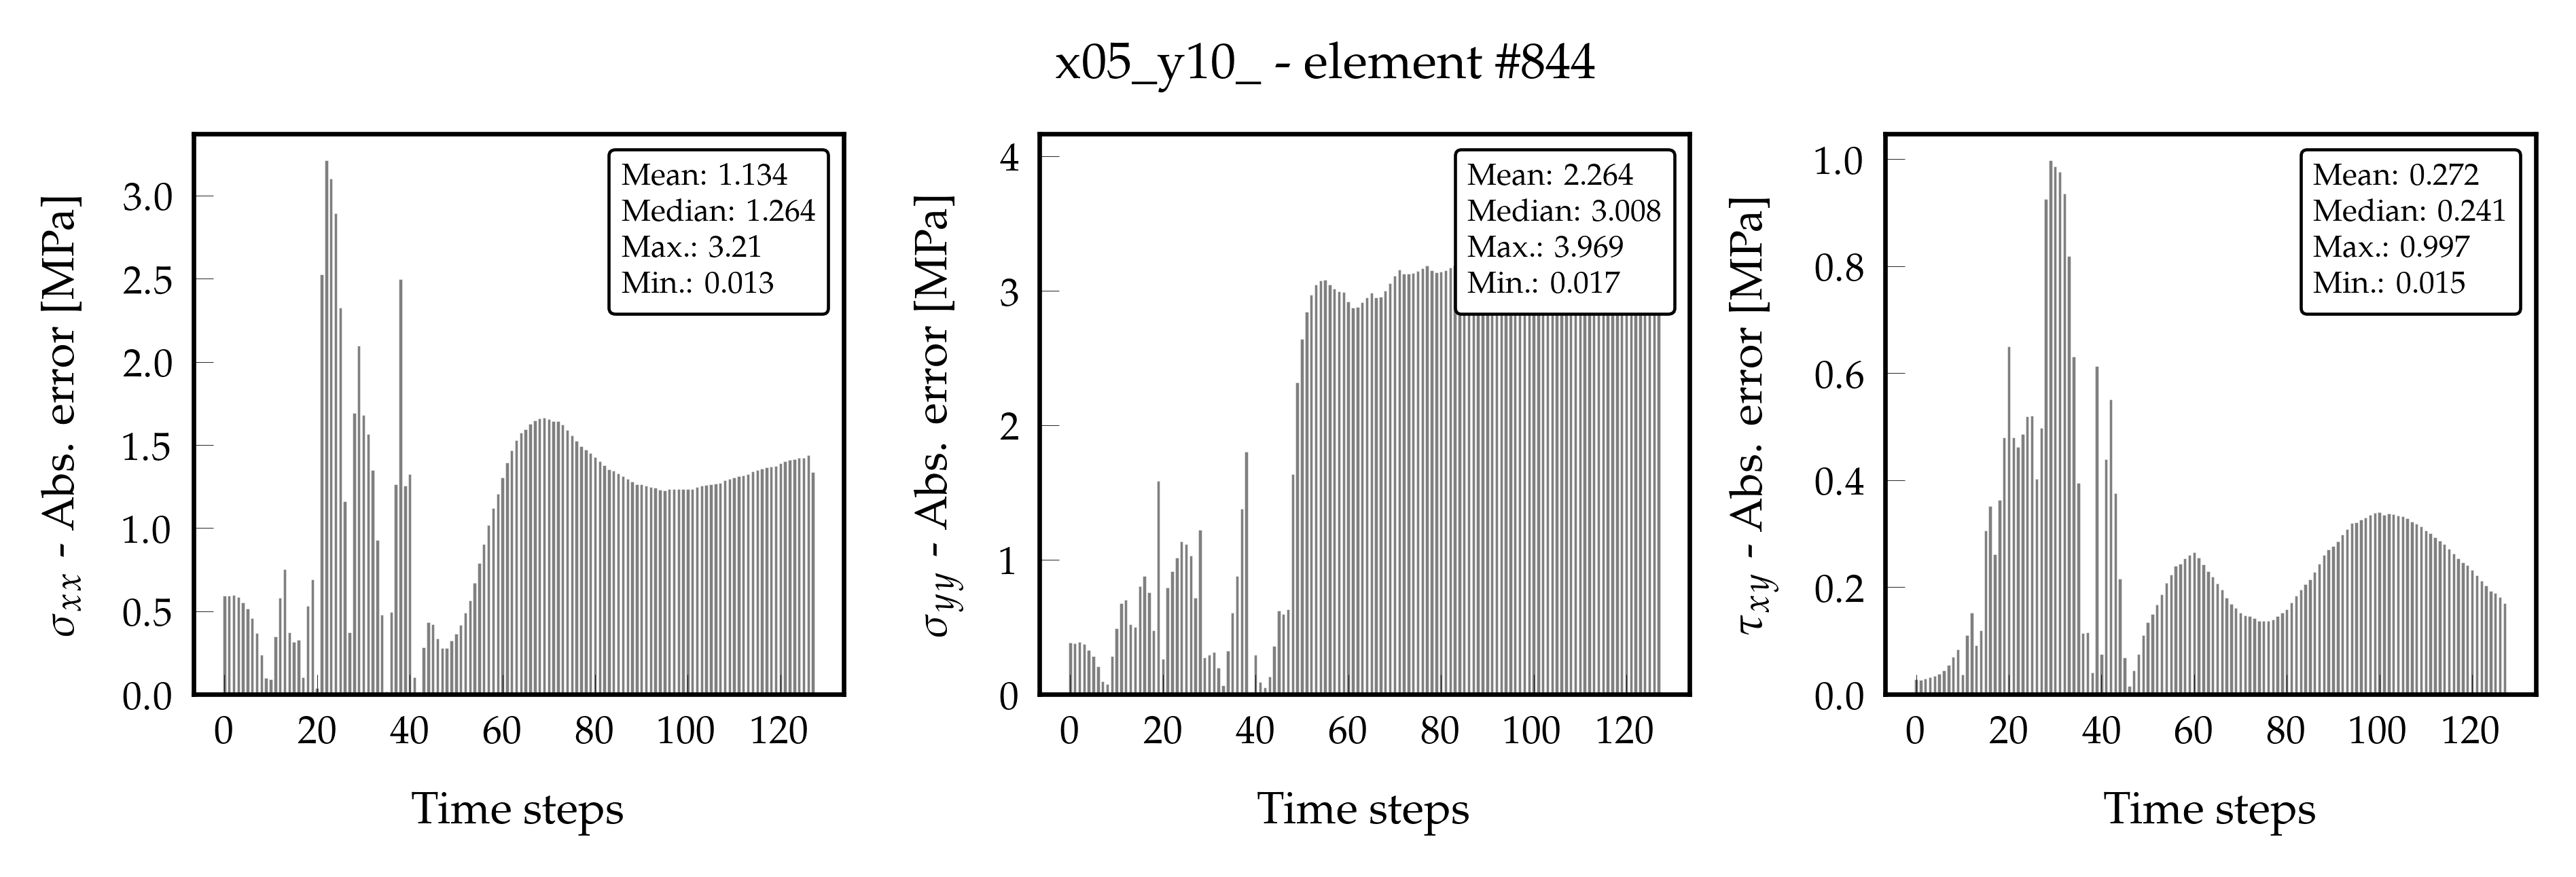 x05_y10_ - element #844
σxx - Abs. error [MPa]
3.0
2.5
2.0
1.5
1.0
0.5
0.0
Mean: 1.134
Median: 1.264
Max.: 3.21
Min.: 0.013
0 20 40 60 80 100 120
Time steps
σyy - Abs. error [MPa]
4
3
2
1
0
Mean: 2.264
Median: 3.008
Max.: 3.969
Min.: 0.017
0 20 40 60 80 100 120
Time steps
τxy - Abs. error [MPa]
1.0
0.8
0.6
0.4
0.2
0.0
Mean: 0.272
Median: 0.241
Max.: 0.997
Min.: 0.015
0 20 40 60 80 100 120
Time steps